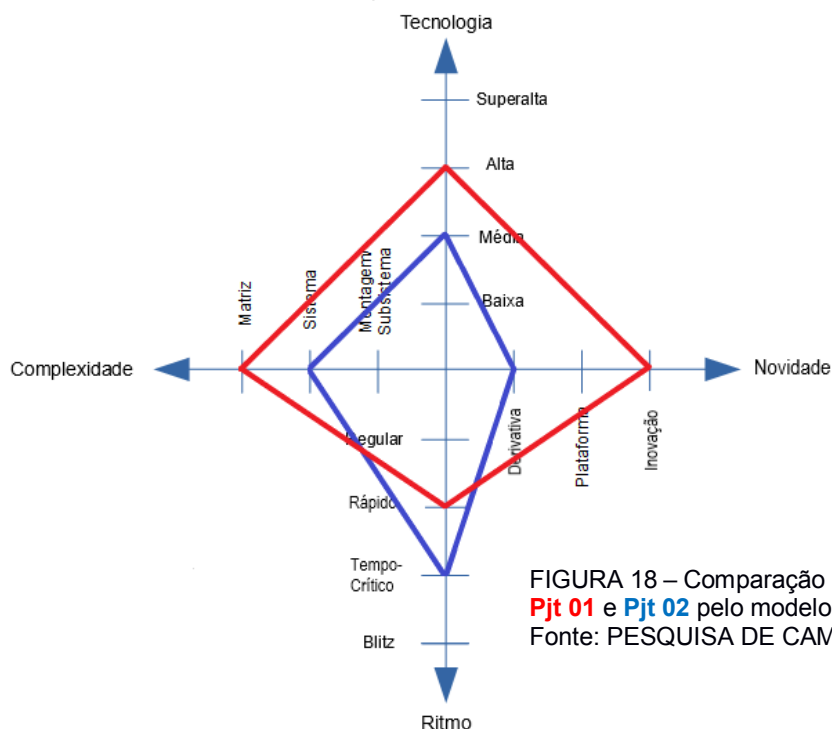 Tecnologia
Superalta
Alta
Média
Baixa
Matriz
Sistema
Montagem/
Subsistema
Complexidade
Novidade
Derivativa
Plataforma
Inovação
Regular
Rápido
Tempo-
Crítico
Blitz
Ritmo
FIGURA 18 – Comparação
Pjt 01 e Pjt 02 pelo modelo
Fonte: PESQUISA DE CAM